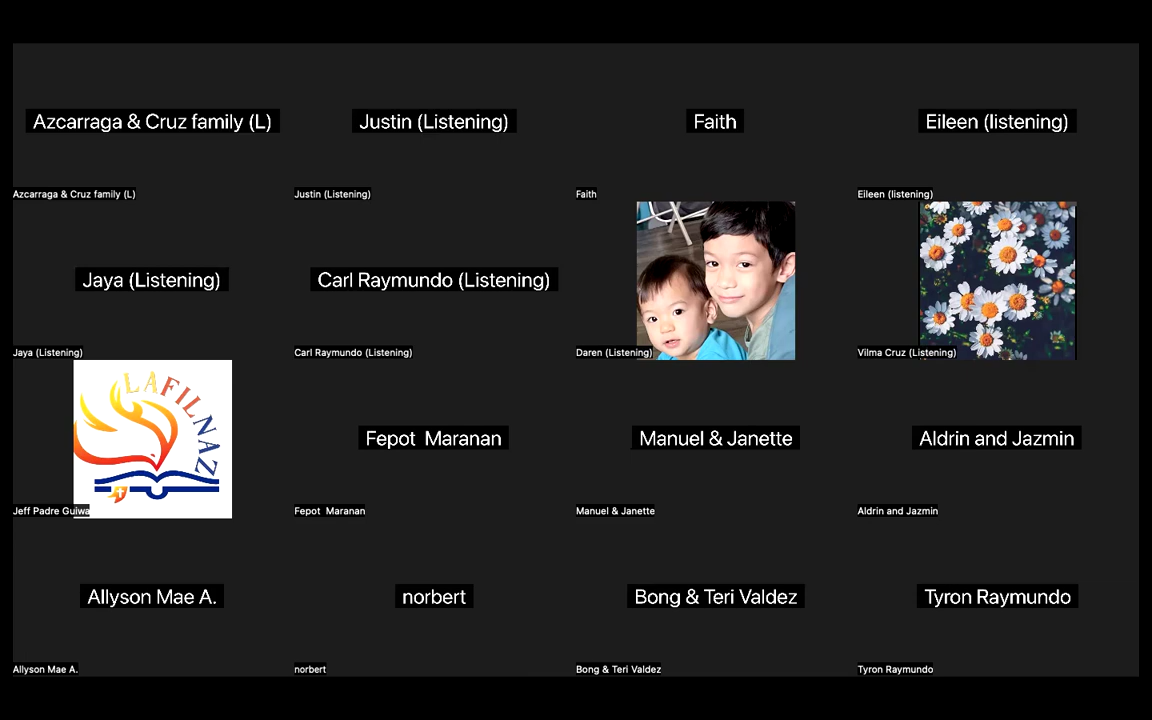 Azcarraga & Cruz family (L)
Justin (Listening)
Faith
Eileen (listening)
Azcarraga & Cruz family (L)
Justin (Listening)
Faith
Eileen (listening)
Jaya (Listening)
Carl Raymundo (Listening)
Jaya (Listening)
Carl Raymundo (Listening)
Daren (Listening)
Vilma Cruz (Listening)
LAFILNAZ
Fepot Maranan
Manuel & Janette
Aldrin and Jazmin
Jeff Padre Guiwa
Fepot Maranan
Manuel & Janette
Aldrin and Jazmin
Allyson Mae A.
norbert
Bong & Teri Valdez
Tyron Raymundo
Allyson Mae A.
norbert
Bong & Teri Valdez
Tyron Raymundo